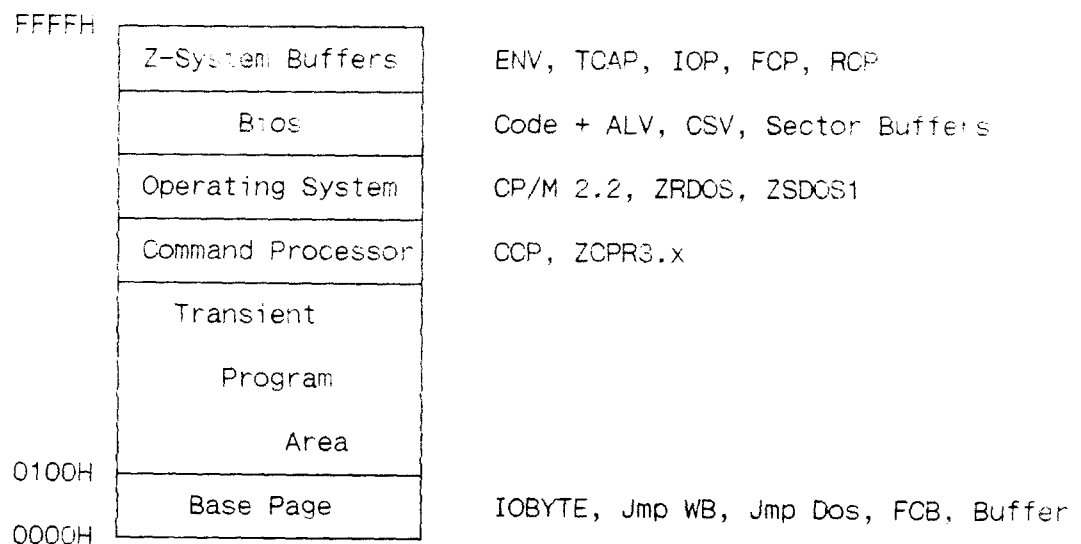 FFFFH
Z-System Buffers ENV, TCAP, IOP, FCP, RCP
Bios Code + ALV, CSV, Sector Buffers
Operating System CP/M 2.2, ZRDOS, ZSDOS1
Command Processor CCP, ZCPR3.x
Transient
Program
Area
0100H
Base Page IOBYTE, Jmp WB, Jmp Dos, FCB, Buffer
0000H